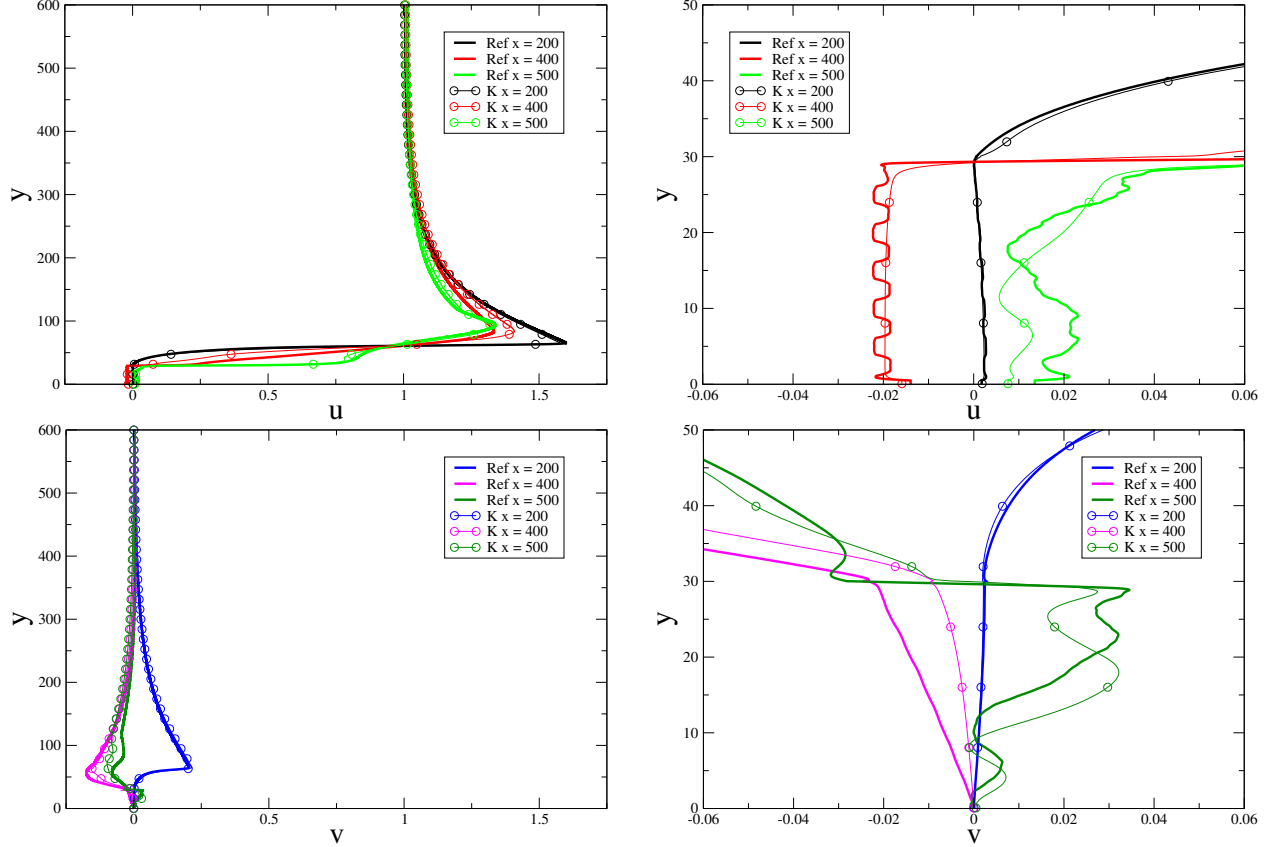 600
500
400
300
200
100
0
y
0
0.5
1
1.5
u
Ref x = 200
Ref x = 400
Ref x = 500
K x = 200
K x = 400
K x = 500
50
40
30
20
10
0
y
-0.06
-0.04
-0.02
0
0.02
0.04
0.06
u
Ref x = 200
Ref x = 400
Ref x = 500
K x = 200
K x = 400
K x = 500
600
500
400
300
200
100
0
y
0
0.5
1
1.5
v
Ref x = 200
Ref x = 400
Ref x = 500
K x = 200
K x = 400
K x = 500
50
40
30
20
10
0
y
-0.06
-0.04
-0.02
0
0.02
0.04
0.06
v
Ref x = 200
Ref x = 400
Ref x = 500
K x = 200
K x = 400
K x = 500